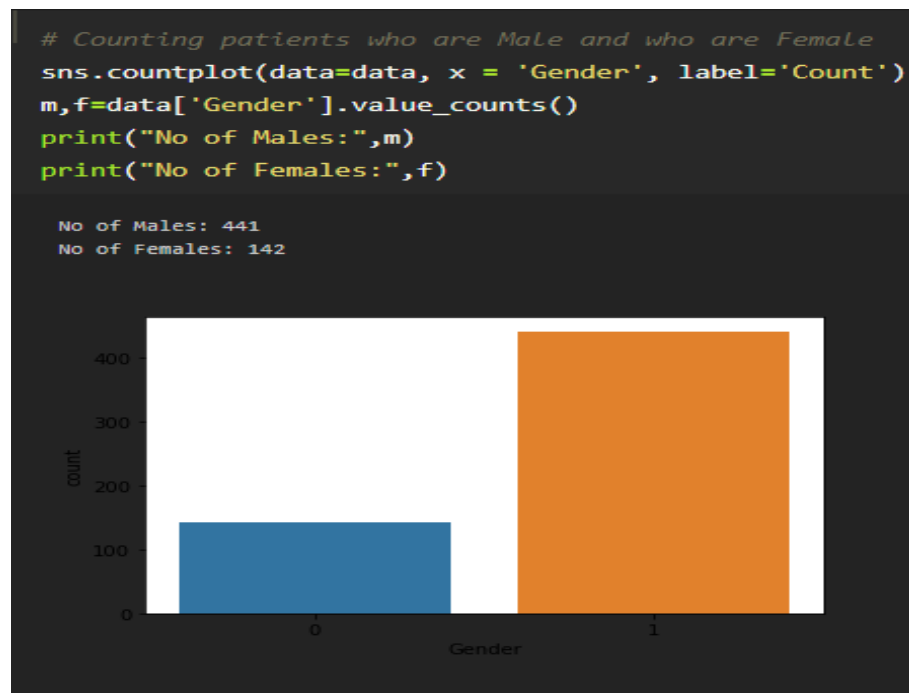 # Counting patients who are Male and who are Female
sns.countplot(data=data, x = 'Gender', label='Count')
m,f=data['Gender'].value_counts()
print("No of Males:",m)
print("No of Females:",f)
No of Males: 441
No of Females: 142
400
300
200
100
0
count
0 1
Gender